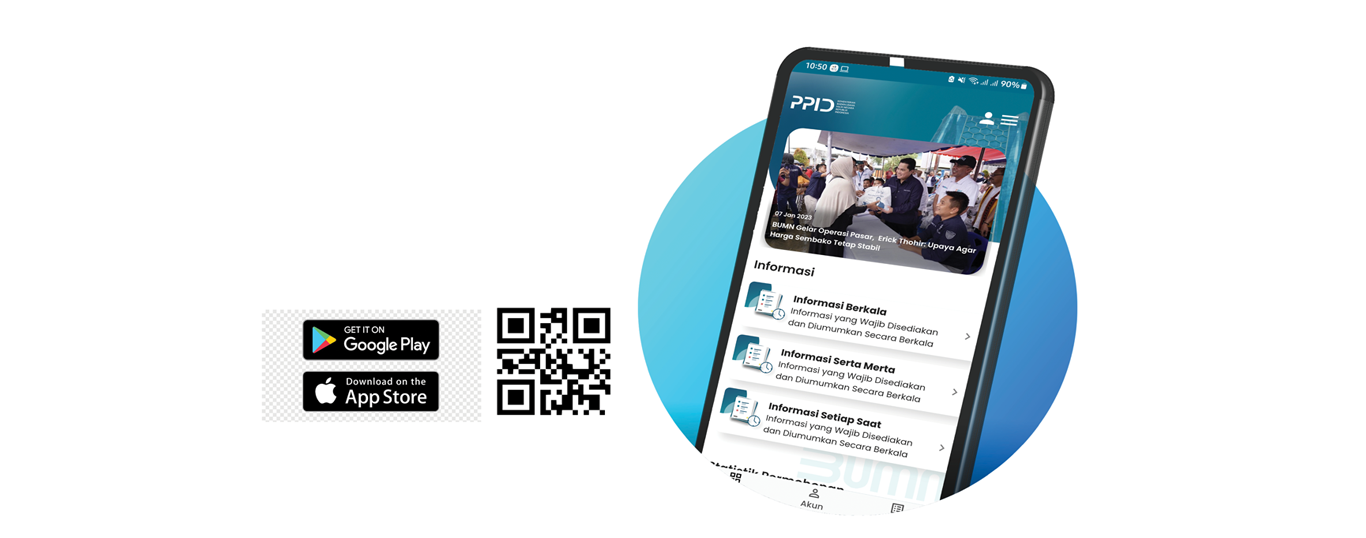 GET IT ON
Google Play
Download on the
App Store
10:50
90%
PPID
07 Jan 2023
BUMN Gelar Operasi Pasar, Erick Thohir: Upaya Agar
Harga Sembako Tetap Stabil
Informasi
Informasi Berkala
Informasi yang Wajib Disediakan
dan Diumumkan Secara Berkala
Informasi Serta Merta
Informasi yang Wajib Disediakan
dan Diumumkan Secara Berkala
Informasi Setiap Saat
Informasi yang Wajib Disediakan
dan Diumumkan Secara Berkala
Statistik Permohonan
BUMN
Akun